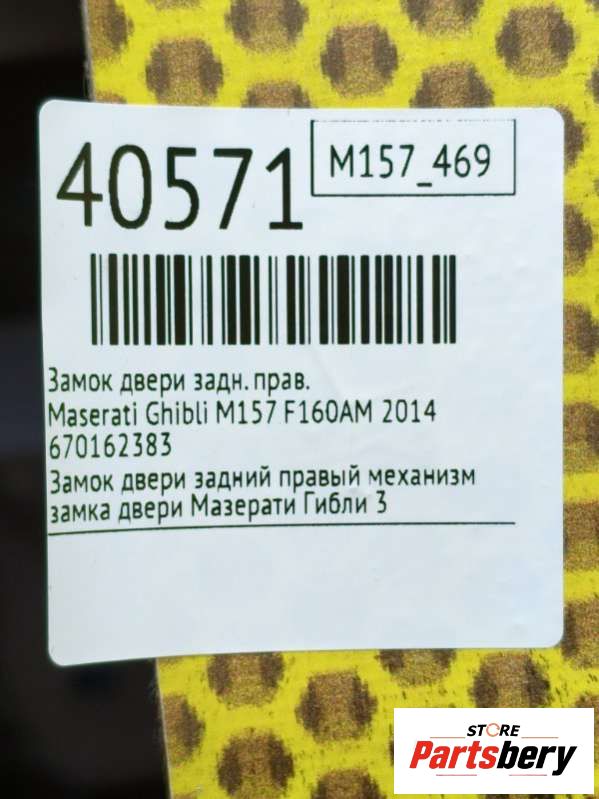 40571
M157_469
Замок двери задн. прав.
Maserati Ghibli M157 F160AM 2014
670162383
Замок двери задний правый механизм
замка двери Мазерати Гибли 3
STORE
Partsbery